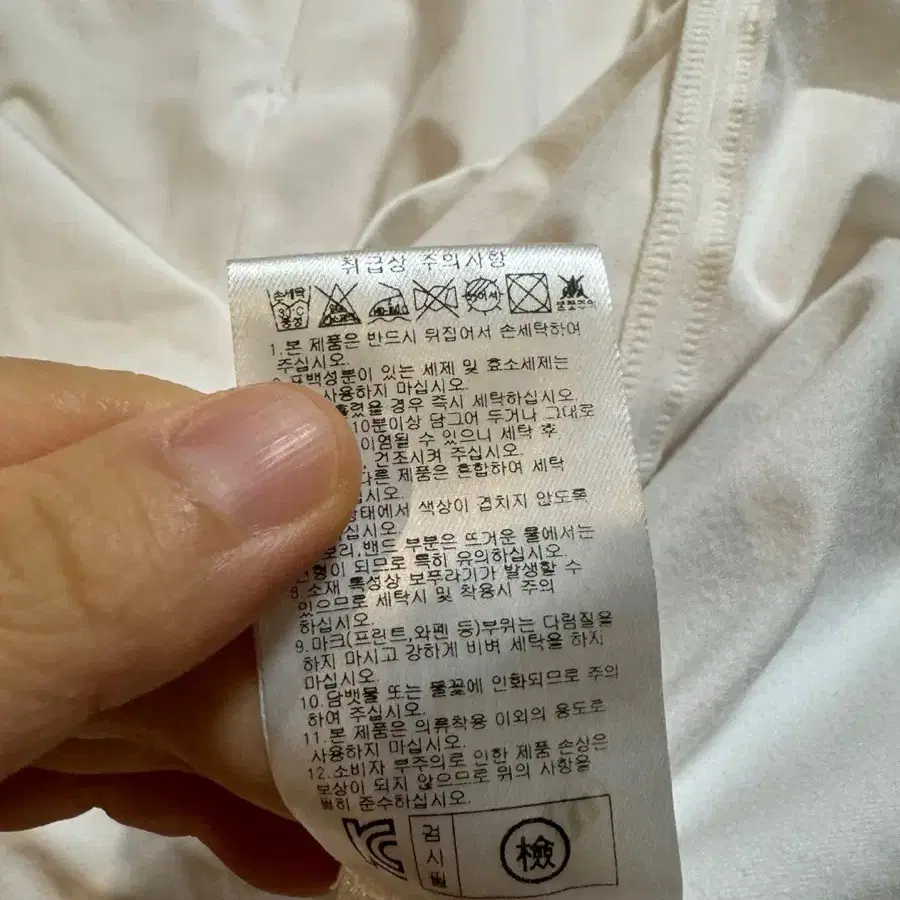 취급상 주의사항
손세탁
30℃
중성
1.본 제품은 반드시 뒤집어서 손세탁하여
주십시오.
표백성분이 있는 세제 및 효소세제는
사용하지 마십시오.
흘렸을 경우 즉시 세탁하십시오.
10분이상 담그어 두거나 그대로
이염될 수 있으니 세탁 후
건조시켜 주십시오.
다른 제품은 혼합하여 세탁
십시오.
상태에서 색상이 겹치지 않도록
십시오.
보리,밴드 부분은 뜨거운 물에서는
형이 되므로 특히 유의하십시오.
8.소재 특성상 보푸라기가 발생할 수
있으므로 세탁시 및 착용시 주의
하십시오.
9.마크(프린트,와펜 등)부위는 다림질을
하지 마시고 강하게 비벼 세탁을 하지
마십시오.
10.담뱃불 또는 불꽃에 인화되므로 주의
하여 주십시오.
11.본 제품은 의류착용 이외의 용도로
사용하지 마십시오.
12.소비자 부주의로 인한 제품 손상은
보상이 되지 않으므로 위의 사항을
특히 준수하십시오.
검
시
필
檢